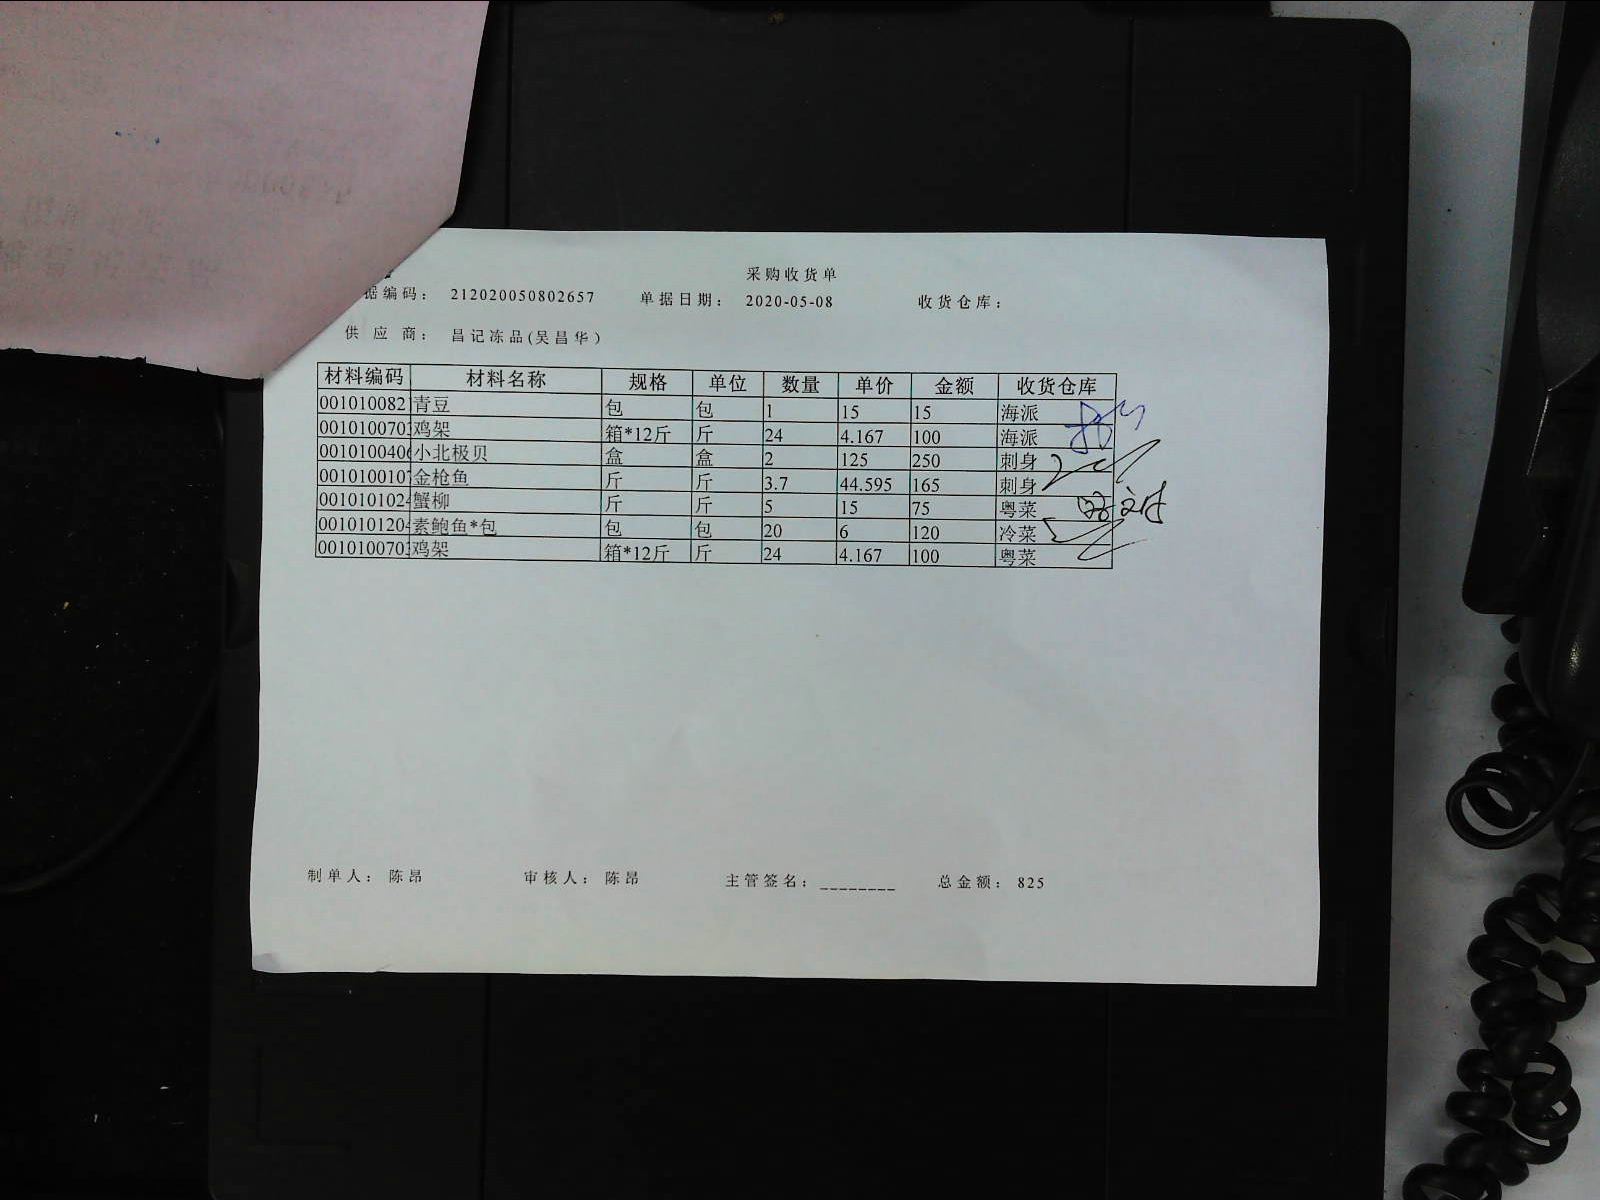 采购收货单
据编码： 212020050802657 单据日期： 2020-05-08 收货仓库：
供应商： 昌记冻品(吴昌华)
材料编码 材料名称 规格 单位 数量 单价 金额 收货仓库
001010082 青豆 包 包 1 15 15 海派
001010070 鸡架 箱*12斤 斤 24 4.167 100 海派
001010040 小北极贝 盒 盒 2 125 250 刺身
001010010 金枪鱼 斤 斤 3.7 44.595 165 刺身
001010102 蟹柳 斤 斤 5 15 75 粤菜
001010120 素鲍鱼*包 包 包 20 6 120 冷菜
001010070 鸡架 箱*12斤 斤 24 4.167 100 粤菜
制单人： 陈昂 审核人： 陈昂 主管签名：________ 总金额： 825